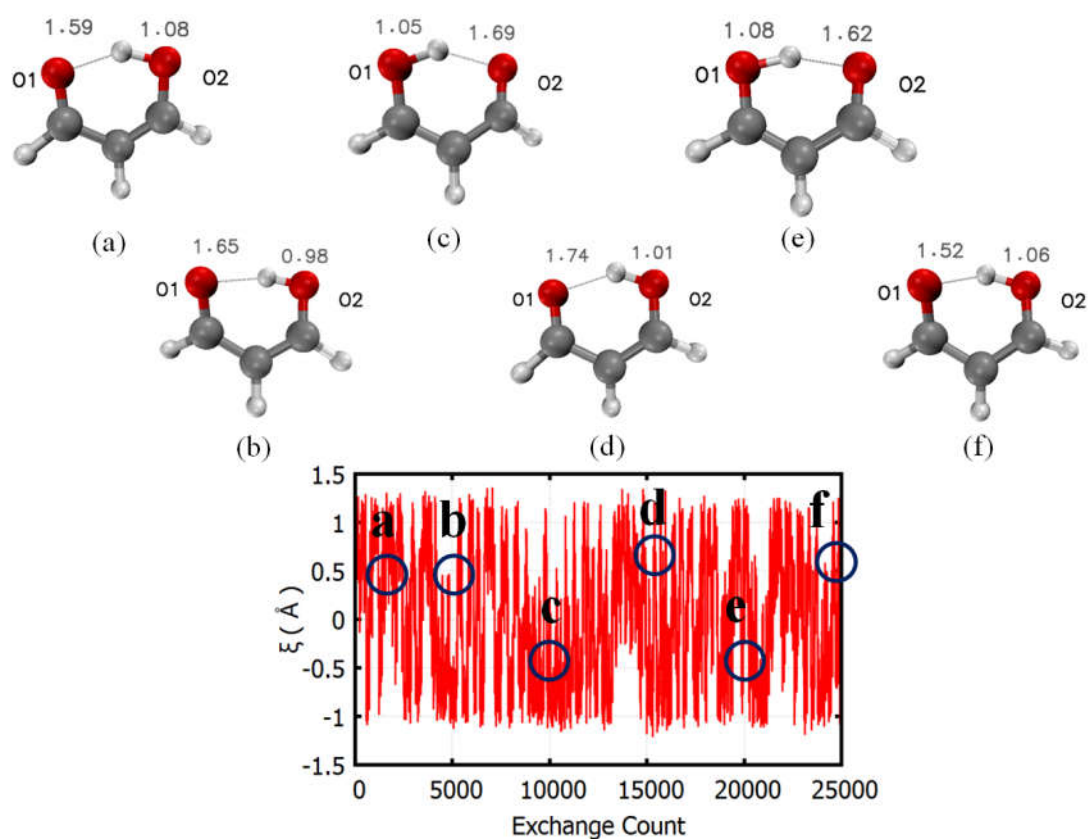 1.59 1.08
O1 O2
(a)
1.05 1.69
O1 O2
(c)
1.08 1.62
O1 O2
(e)
1.65 0.98
O1 O2
(b)
1.74 1.01
O1 O2
(d)
1.52 1.06
O1 O2
(f)
1.5
1
0.5
0
-0.5
-1
-1.5
ξ ( Å )
a b c d e f
0 5000 10000 15000 20000 25000
Exchange Count